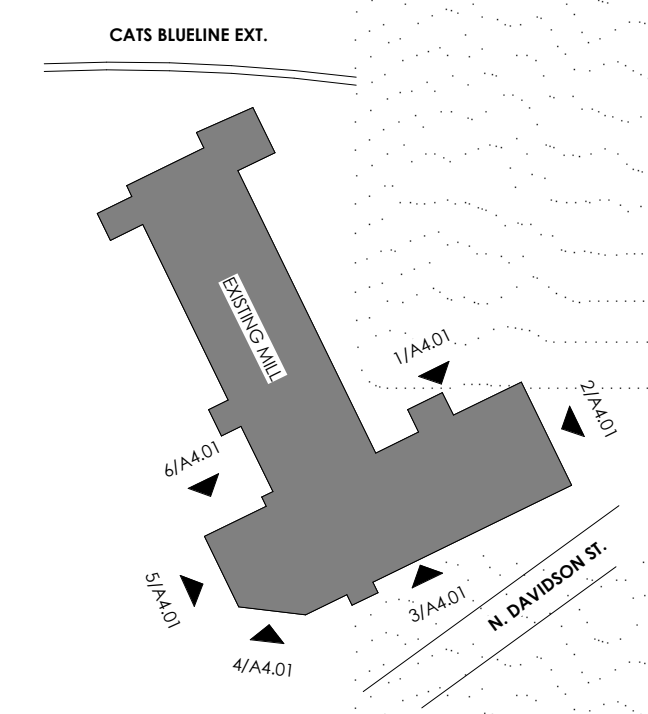 CATS BLUELINE EXT.
EXISTING MILL
1/A4.01
2/A4.01
6/A4.01
5/A4.01
3/A4.01
N. DAVIDSON ST.
4/A4.01